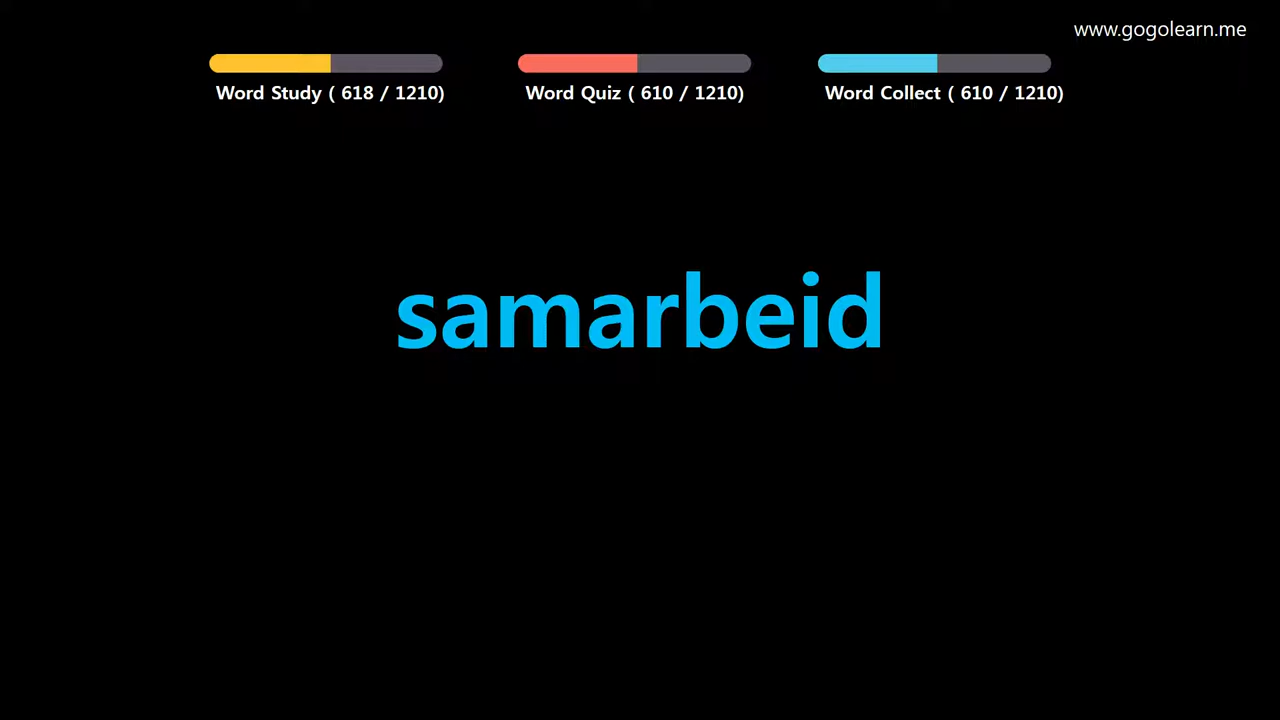 www.gogolearn.me
Word Study ( 618 / 1210)
Word Quiz ( 610 / 1210)
Word Collect ( 610 / 1210)
samarbeid